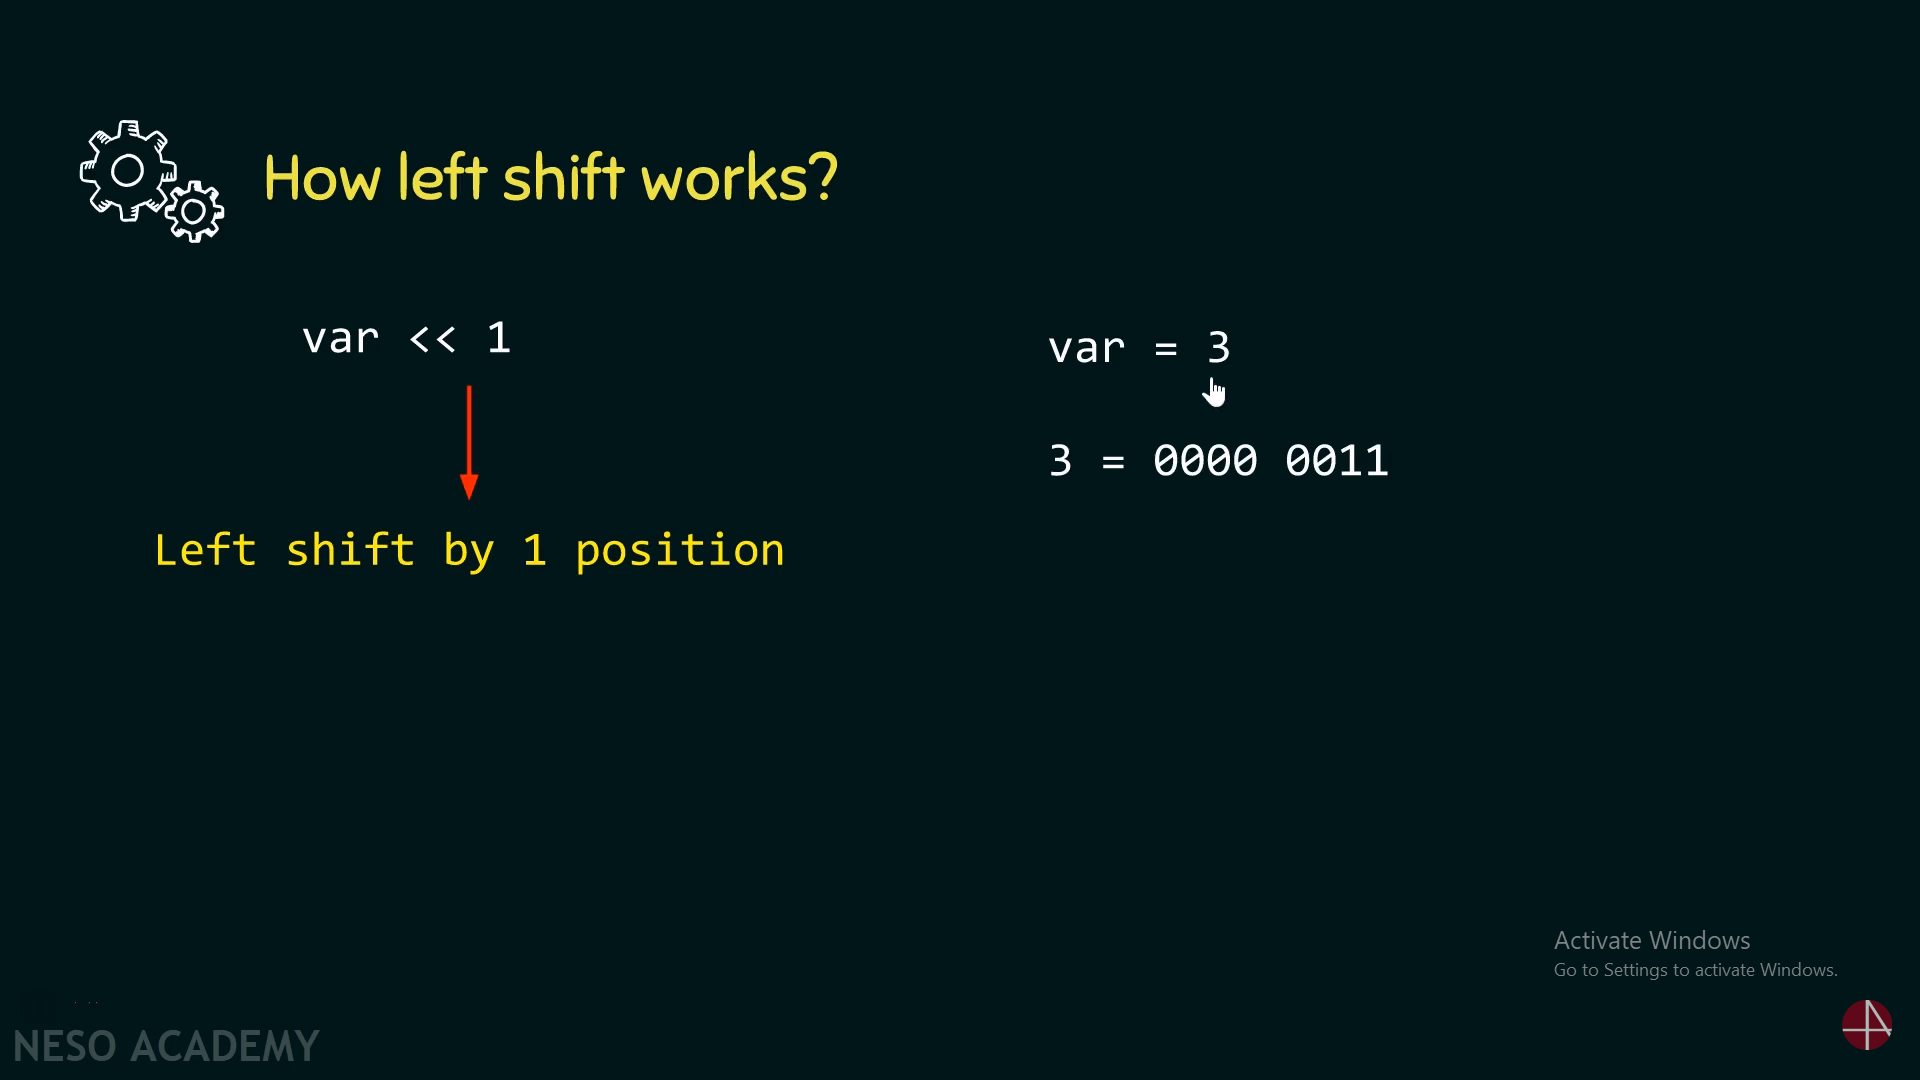 How left shift works?
var << 1
Left shift by 1 position
var = 3
3 = 0000 0011
Activate Windows
Go to Settings to activate Windows.
NESO ACADEMY